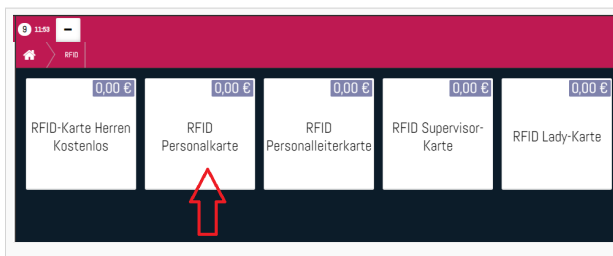 9 11:53 –
RFID
0,00 €
RFID-Karte Herren
Kostenlos
0,00 €
RFID
Personalkarte
0,00 €
RFID
Personalleiterkarte
0,00 €
RFID Supervisor-
Karte
0,00 €
RFID Lady-Karte